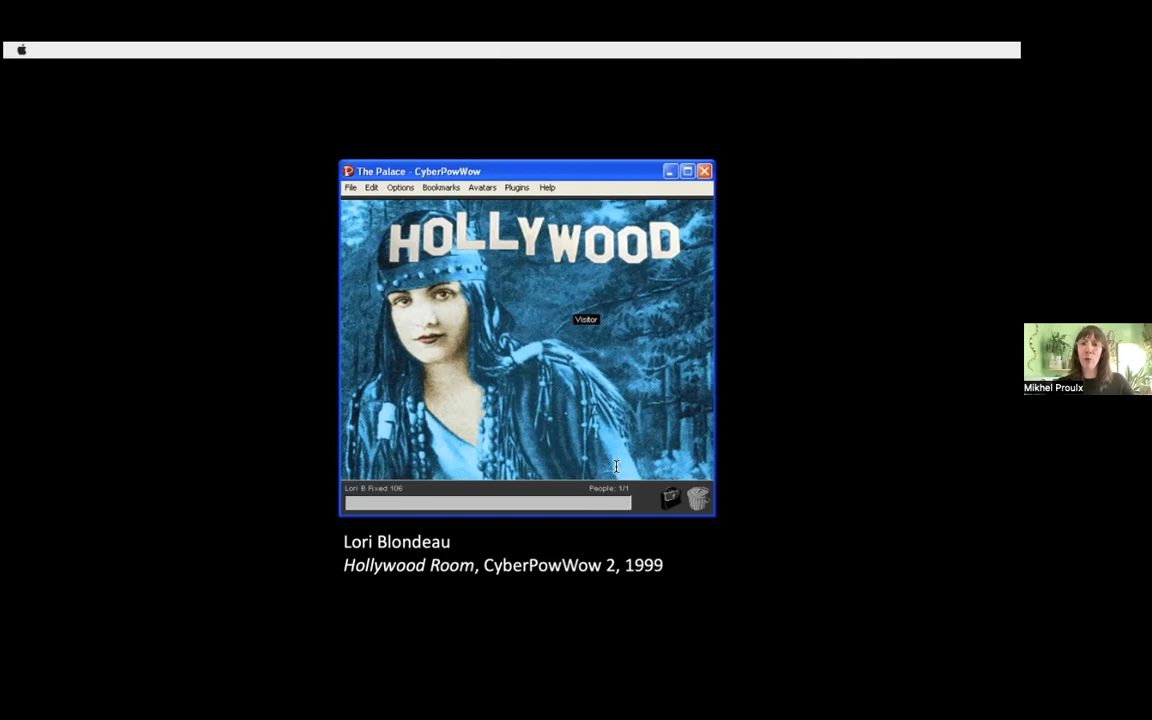 The Palace - CyberPowWow
File Edit Options Bookmarks Avatars Plugins Help
HOLLYWOOD
Visitor
Mikhel Proulx
Lori B Fixed 106 People: 1/1
Lori Blondeau
Hollywood Room, CyberPowWow 2, 1999